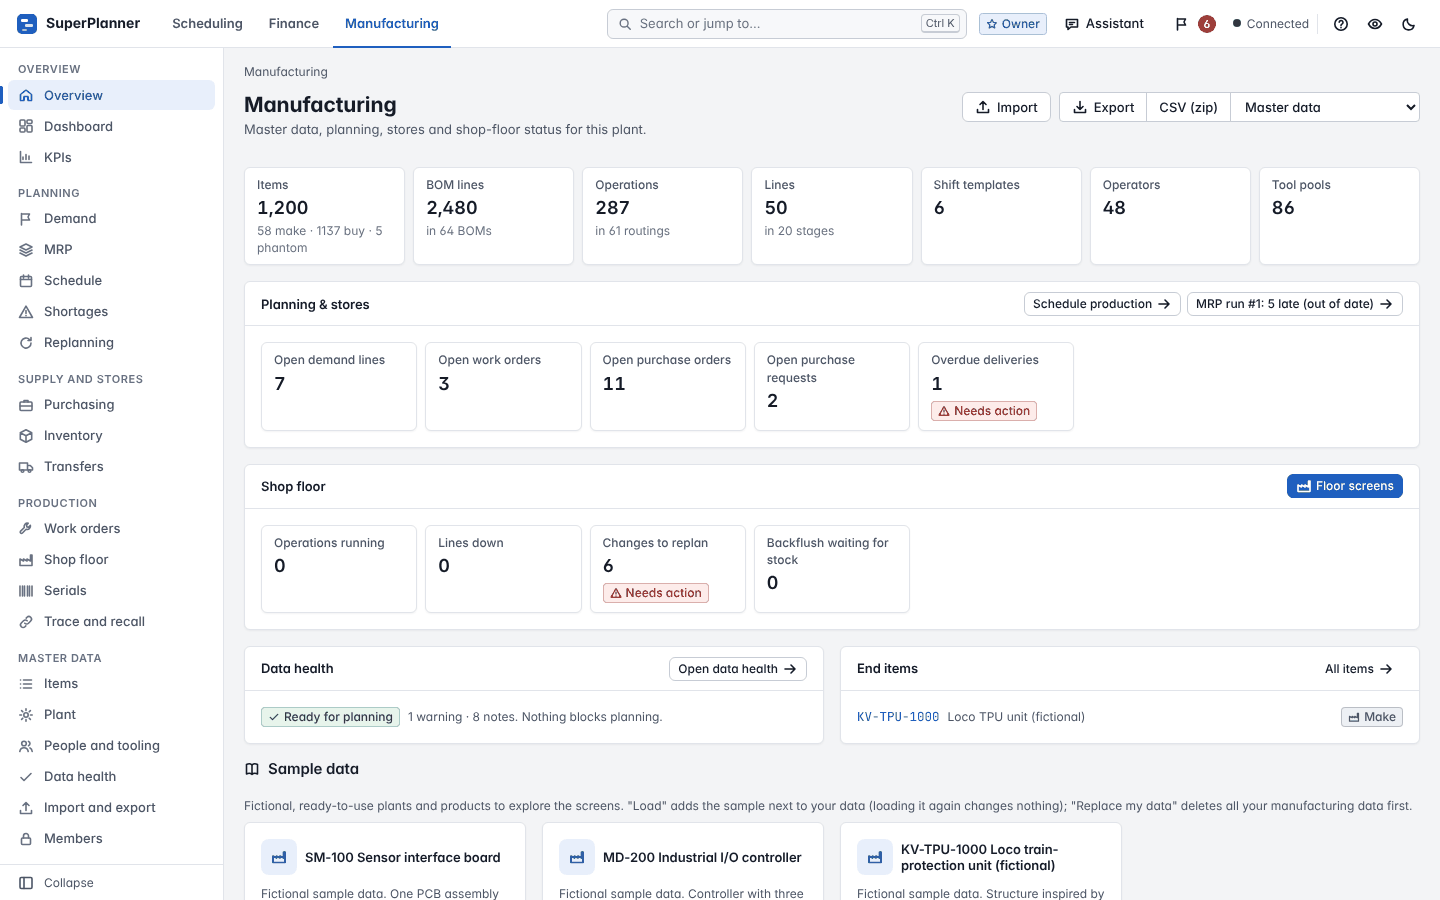 SuperPlanner
Scheduling
Finance
Manufacturing
Search or jump to...
Ctrl K
Owner
Assistant
6
Connected
OVERVIEW
Overview
Dashboard
KPIs
PLANNING
Demand
MRP
Schedule
Shortages
Replanning
SUPPLY AND STORES
Purchasing
Inventory
Transfers
PRODUCTION
Work orders
Shop floor
Serials
Trace and recall
MASTER DATA
Items
Plant
People and tooling
Data health
Import and export
Members
Collapse
Manufacturing
Manufacturing
Master data, planning, stores and shop-floor status for this plant.
Import
Export
CSV (zip)
Master data
Items
1,200
58 make · 1137 buy · 5
phantom
BOM lines
2,480
in 64 BOMs
Operations
287
in 61 routings
Lines
50
in 20 stages
Shift templates
6
Operators
48
Tool pools
86
Planning & stores
Schedule production
MRP run #1: 5 late (out of date)
Open demand lines
7
Open work orders
3
Open purchase orders
11
Open purchase
requests
2
Overdue deliveries
1
Needs action
Shop floor
Floor screens
Operations running
0
Lines down
0
Changes to replan
6
Needs action
Backflush waiting for
stock
0
Data health
Open data health
Ready for planning
1 warning · 8 notes. Nothing blocks planning.
End items
All items
KV-TPU-1000 Loco TPU unit (fictional)
Make
Sample data
Fictional, ready-to-use plants and products to explore the screens. "Load" adds the sample next to your data (loading it again changes nothing); "Replace my data" deletes all your manufacturing data first.
SM-100 Sensor interface board
Fictional sample data. One PCB assembly
MD-200 Industrial I/O controller
Fictional sample data. Controller with three
KV-TPU-1000 Loco train-
protection unit (fictional)
Fictional sample data. Structure inspired by